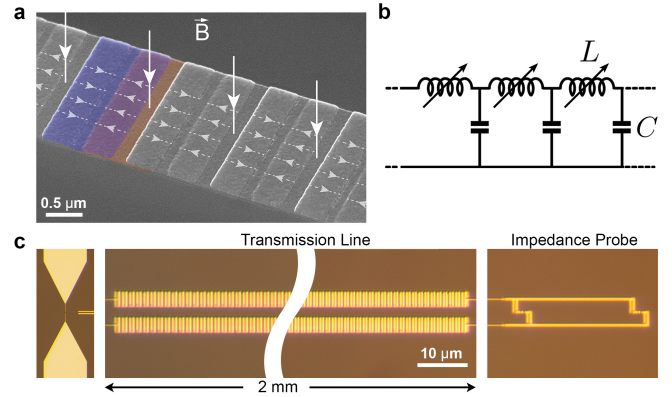 a
B
0.5 µm
b
L
C
c
Transmission Line
Impedance Probe
10 µm
2 mm